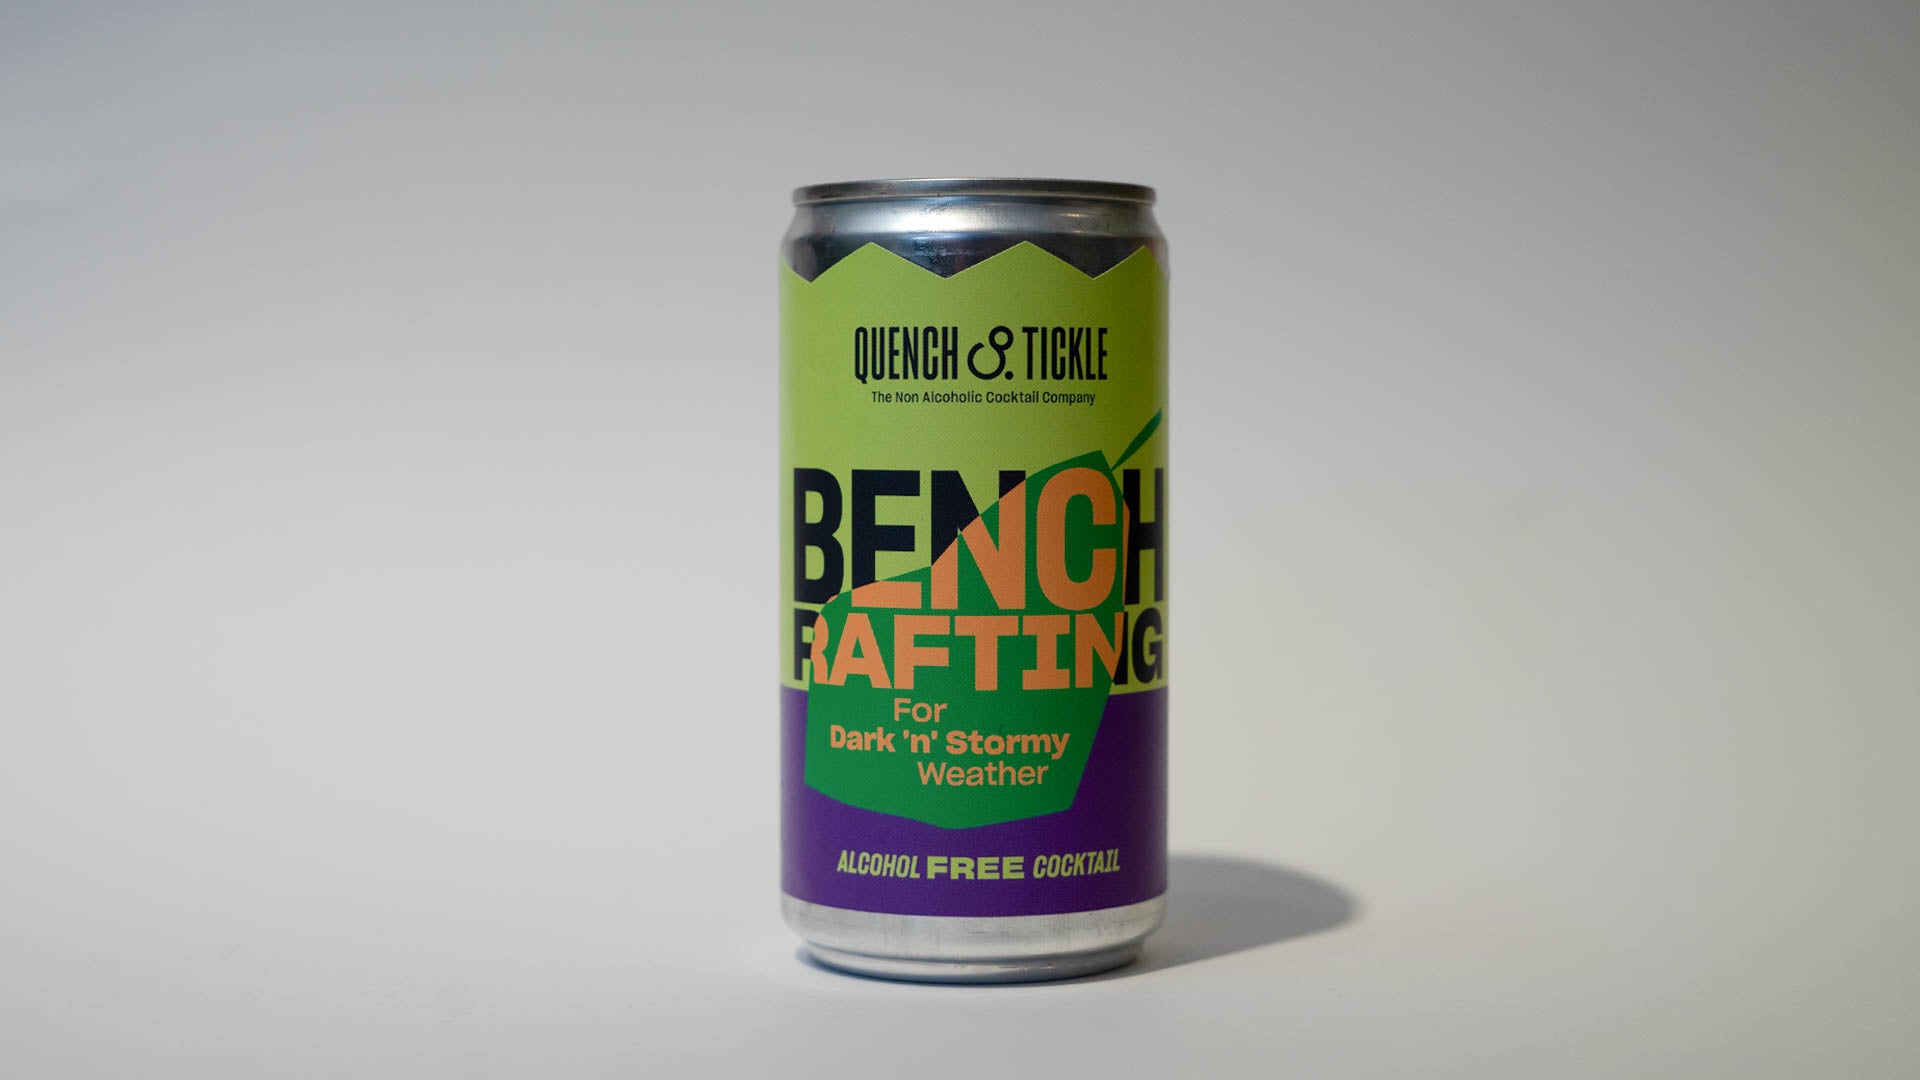 QUENCH & TICKLE
The Non Alcoholic Cocktail Company
BENCH
RAFTING
For
Dark 'n' Stormy
Weather
ALCOHOL FREE COCKTAIL